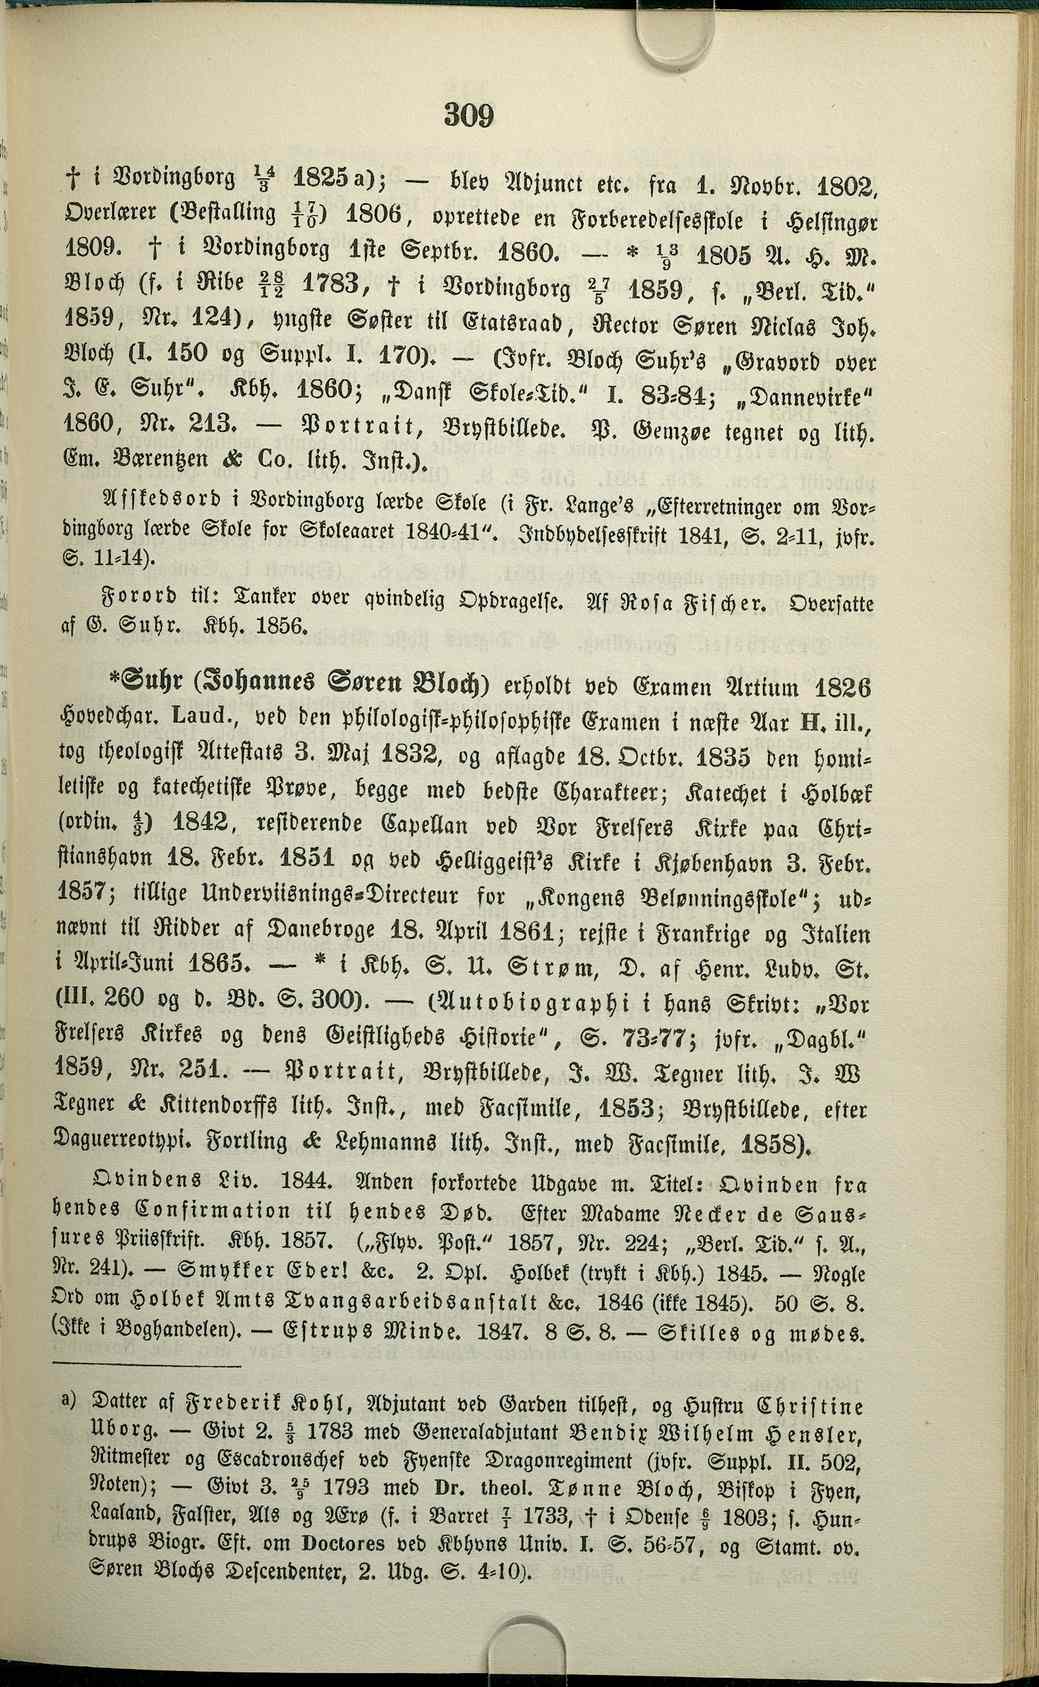 309
† i Vordingborg 14/3 1825 a); — blev Adjunct etc. fra 1. Novbr. 1802,
Overlærer (Bestalling 17/10) 1806, oprettede en Forberedelsesskole i Helsingør
1809. † i Vordingborg 1ste Septbr. 1860. — * 13/9 1805 A. H. M.
Bloch (f. i Ribe 28/12 1783, † i Vordingborg 27/5 1859, s. „Berl. Tid.“
1859, Nr. 124), yngste Søster til Etatsraad, Rector Søren Niclas Joh.
Bloch (I. 150 og Suppl. I. 170). — (Jvfr. Bloch Suhr's „Gravord over
J. E. Suhr“. Kbh. 1860; „Dansk Skole-Tid.“ I. 83-84; „Dannevirke“
1860, Nr. 213. — Portrait, Brystbillede. P. Gemzøe tegnet og lith.
Em. Bærentzen & Co. lith. Inst.).
Afskedsord i Vordingborg lærde Skole (i Fr. Lange's „Efterretninger om Vor-
dingborg lærde Skole for Skoleaaret 1840-41“. Indbydelsesskrift 1841, S. 2-11, jvfr.
S. 11-14).
Forord til: Tanker over qvindelig Opdragelse. Af Rosa Fischer. Oversatte
af G. Suhr. Kbh. 1856.
*Suhr (Johannes Søren Bloch) erholdt ved Examen Artium 1826
Hovedchar. Laud., ved den philologisk-philosophiske Examen i næste Aar H. ill.,
tog theologisk Attestats 3. Maj 1832, og aflagde 18. Octbr. 1835 den homi-
letiske og katechetiske Prøve, begge med bedste Charakteer; Katechet i Holbæk
(ordin. 4/3) 1842, residerende Capellan ved Vor Frelsers Kirke paa Chri-
stianshavn 18. Febr. 1851 og ved Helliggeist's Kirke i Kjøbenhavn 3. Febr.
1857; tillige Underviisnings-Directeur for „Kongens Belønningsskole“; ud-
nævnt til Ridder af Danebroge 18. April 1861; rejste i Frankrige og Italien
i April-Juni 1865. — * i Kbh. S. U. Strøm, D. af Henr. Ludv. St.
(III. 260 og d. Bd. S. 300). — (Autobiographi i hans Skrivt: „Vor
Frelsers Kirkes og dens Geistligheds Historie“, S. 73-77; jvfr. „Dagbl.“
1859, Nr. 251. — Portrait, Brystbillede, J. W. Tegner lith. J. W
Tegner & Kittendorffs lith. Inst., med Facsimile, 1853; Brystbillede, efter
Daguerreotypi. Fortling & Lehmanns lith. Inst., med Facsimile, 1858).
Qvindens Liv. 1844. Anden forkortede Udgave m. Titel: Qvinden fra
hendes Confirmation til hendes Død. Efter Madame Necker de Saus-
sures Priisskrift. Kbh. 1857. („Flyv. Post.“ 1857, Nr. 224; „Berl. Tid.“ s. A.,
Nr. 241). — Smykker Eder! &c. 2. Opl. Holbek (trykt i Kbh.) 1845. — Nogle
Ord om Holbek Amts Tvangsarbeidsanstalt &c. 1846 (ikke 1845). 50 S. 8.
(Ikke i Boghandelen). — Estrups Minde. 1847. 8 S. 8. — Skilles og mødes.
a) Datter af Frederik Kohl, Adjutant ved Garden tilhest, og Hustru Christine
Uborg. — Givt 2. 5/3 1783 med Generaladjutant Bendix Wilhelm Hensler,
Ritmester og Escadronschef ved Fyenske Dragonregiment (jvfr. Suppl. II. 502,
Noten); — Givt 3. 25/9 1793 med Dr. theol. Tønne Bloch, Biskop i Fyen,
Laaland, Falster, Als og Ærø (f. i Barret 7/1 1733, † i Odense 6/9 1803; s. Hun-
drups Biogr. Eft. om Doctores ved Kbhvns Univ. I. S. 56-57, og Stamt. ov.
Søren Blochs Descendenter, 2. Udg. S. 4-10).